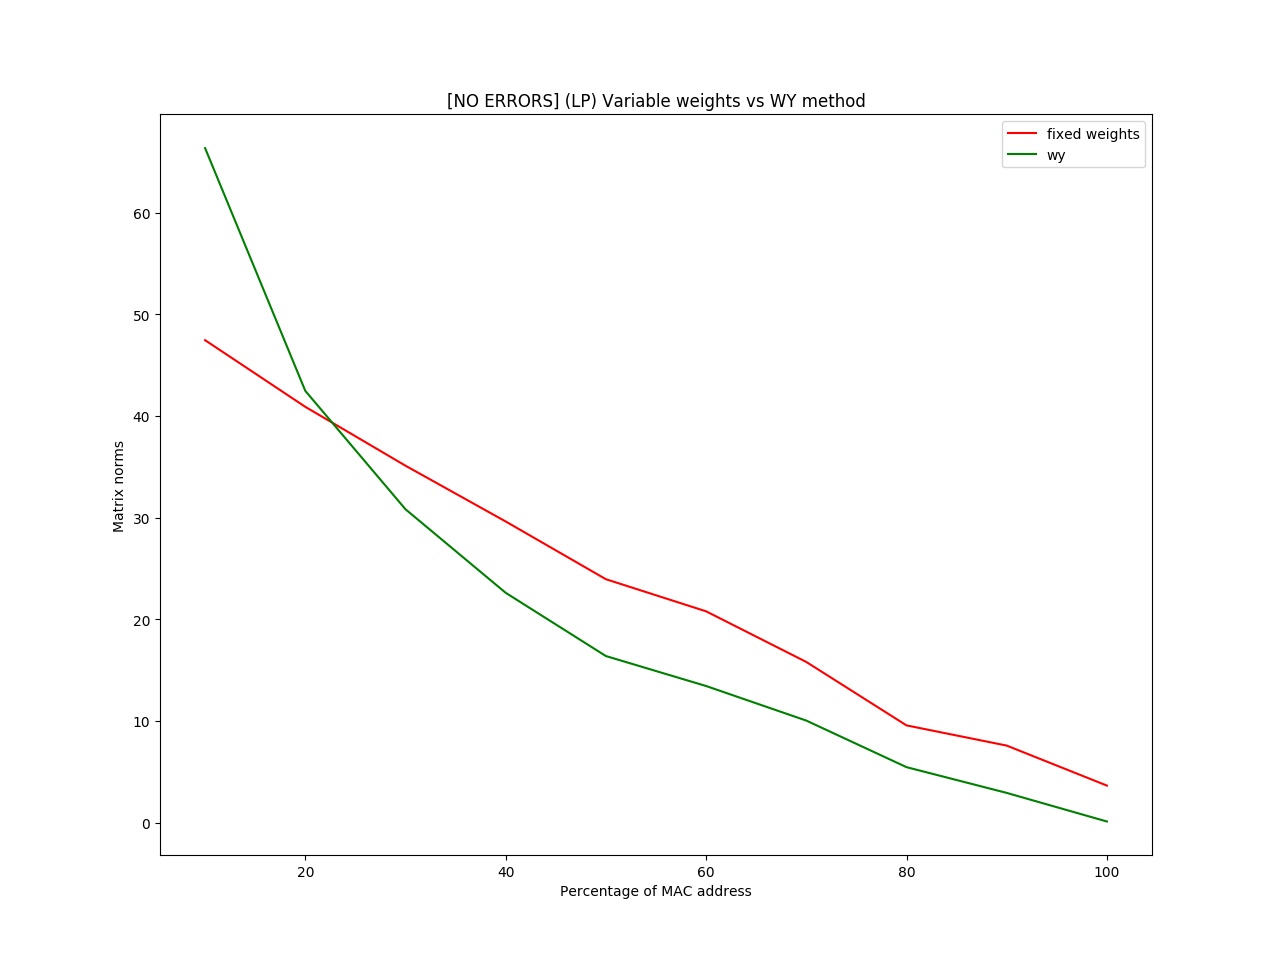 [NO ERRORS] (LP) Variable weights vs WY method
fixed weights
wy
60
50
40
30
20
10
0
Matrix norms
20 40 60 80 100
Percentage of MAC address